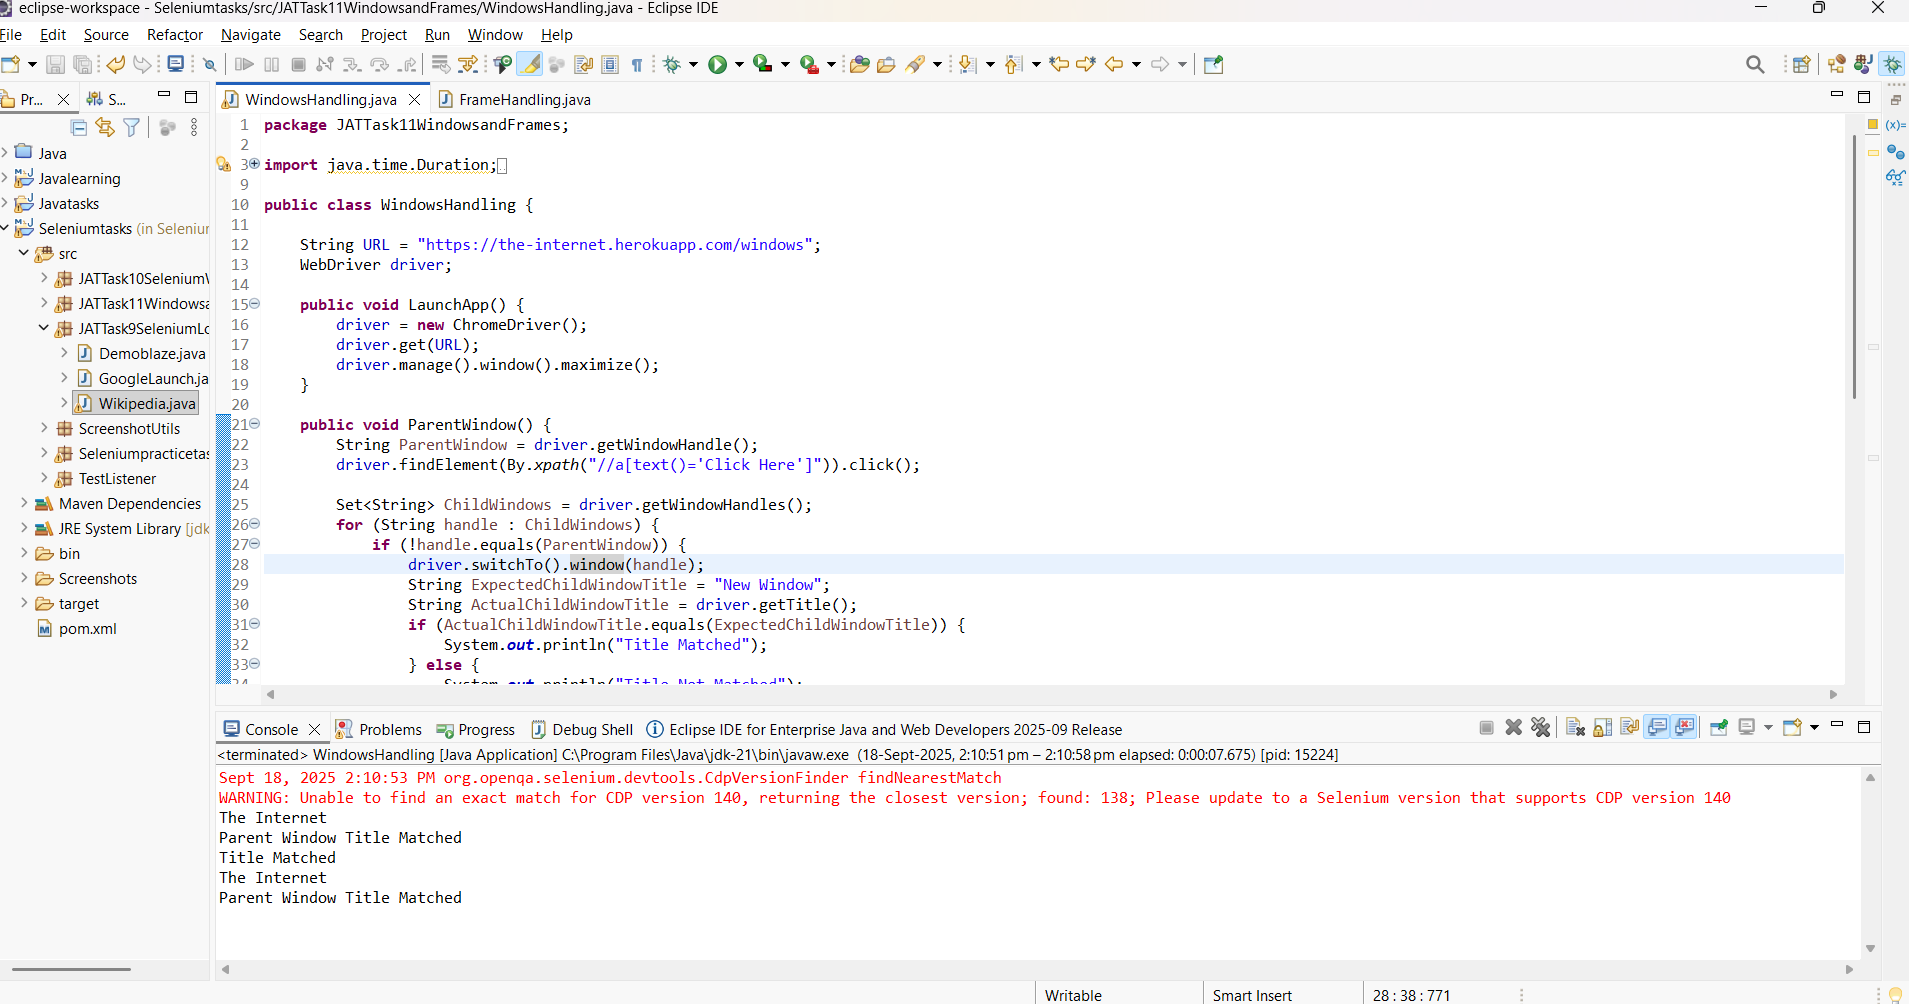 eclipse-workspace - Seleniumtasks/src/JATTask11WindowsandFrames/WindowsHandling.java - Eclipse IDE
File Edit Source Refactor Navigate Search Project Run Window Help
Pr... S...
WindowsHandling.java FrameHandling.java
Java
Javalearning
Javatasks
Seleniumtasks (in Seleniur
src
JATTask10SeleniumV
JATTask11Windowsa
JATTask9SeleniumLo
Demoblaze.java
GoogleLaunch.ja
Wikipedia.java
ScreenshotUtils
Seleniumpracticetas
TestListener
Maven Dependencies
JRE System Library [jdk
bin
Screenshots
target
pom.xml
1 package JATTask11WindowsandFrames;
2
3 import java.time.Duration;
9
10 public class WindowsHandling {
11
12 String URL = "https://the-internet.herokuapp.com/windows";
13 WebDriver driver;
14
15 public void LaunchApp() {
16 driver = new ChromeDriver();
17 driver.get(URL);
18 driver.manage().window().maximize();
19 }
20
21 public void ParentWindow() {
22 String ParentWindow = driver.getWindowHandle();
23 driver.findElement(By.xpath("//a[text()='Click Here']")).click();
24
25 Set<String> ChildWindows = driver.getWindowHandles();
26 for (String handle : ChildWindows) {
27 if (!handle.equals(ParentWindow)) {
28 driver.switchTo().window(handle);
29 String ExpectedChildWindowTitle = "New Window";
30 String ActualChildWindowTitle = driver.getTitle();
31 if (ActualChildWindowTitle.equals(ExpectedChildWindowTitle)) {
32 System.out.println("Title Matched");
33 } else {
34 System.out.println("Title Not Matched");
Console Problems Progress Debug Shell Eclipse IDE for Enterprise Java and Web Developers 2025-09 Release
<terminated> WindowsHandling [Java Application] C:\Program Files\Java\jdk-21\bin\javaw.exe (18-Sept-2025, 2:10:51 pm – 2:10:58 pm elapsed: 0:00:07.675) [pid: 15224]
Sept 18, 2025 2:10:53 PM org.openqa.selenium.devtools.CdpVersionFinder findNearestMatch
WARNING: Unable to find an exact match for CDP version 140, returning the closest version; found: 138; Please update to a Selenium version that supports CDP version 140
The Internet
Parent Window Title Matched
Title Matched
The Internet
Parent Window Title Matched
Writable Smart Insert 28 : 38 : 771